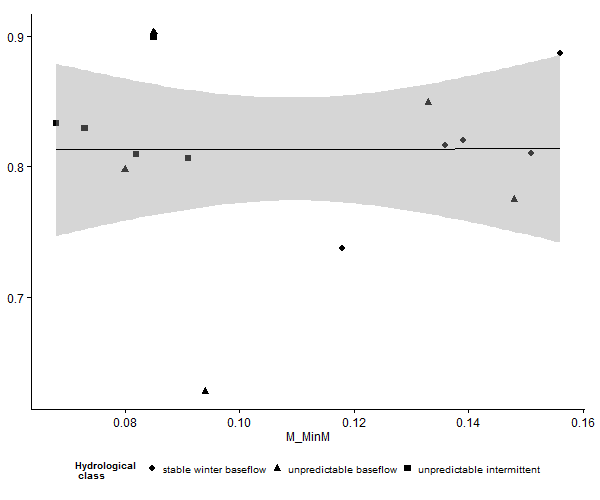 0.9
0.8
0.7
0.08
0.10
0.12
0.14
0.16
M_MinM
Hydrological
class
stable winter baseflow
unpredictable baseflow
unpredictable intermittent